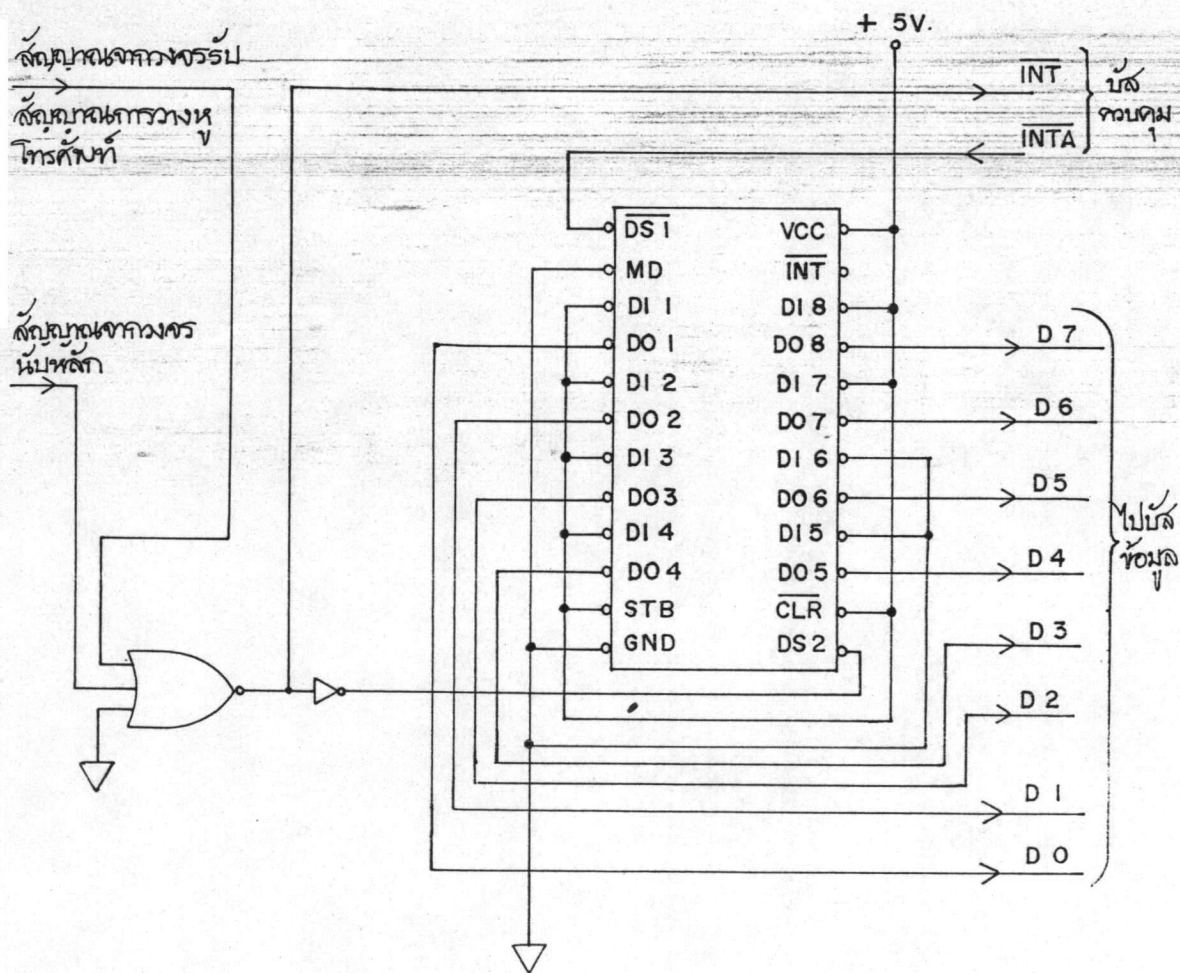 + 5V.
สัญญาณจากวงจรรับ
สัญญาณการวางหู
โทรศัพท์
INT
INTA
บัส
ควบคุม
DS1
MD
DI 1
DO 1
DI 2
DO 2
DI 3
DO3
DI 4
DO4
STB
GND
VCC
INT
DI 8
DO 8
DI 7
DO7
DI 6
DO6
DI5
DO5
CLR
DS2
สัญญาณจากวงจร
นับหลัก
D 7
D 6
D 5
D 4
D 3
D 2
D 1
D 0
ไปบัส
ข้อมูล